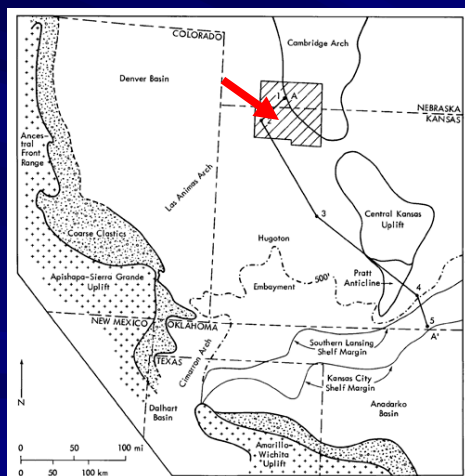 COLORADO
Cambridge Arch
Denver Basin
1
A
NEBRASKA
KANSAS
2
Ances-
tral
Front
Range
Las Animas Arch
3
Central Kansas
Uplift
Coarse Clastics
Hugoton
Apishapa-Sierra Grande
Uplift
Embayment
500'
Pratt
Anticline
4
NEW MEXICO
OKLAHOMA
5
A'
TEXAS
Cimarron Arch
Southern Lansing
Shelf Margin
Kansas City
Shelf Margin
N
Dalhart
Basin
Anadarko
Basin
0 50 100 mi
0 50 100 km
Amarillo-
Wichita
Uplift